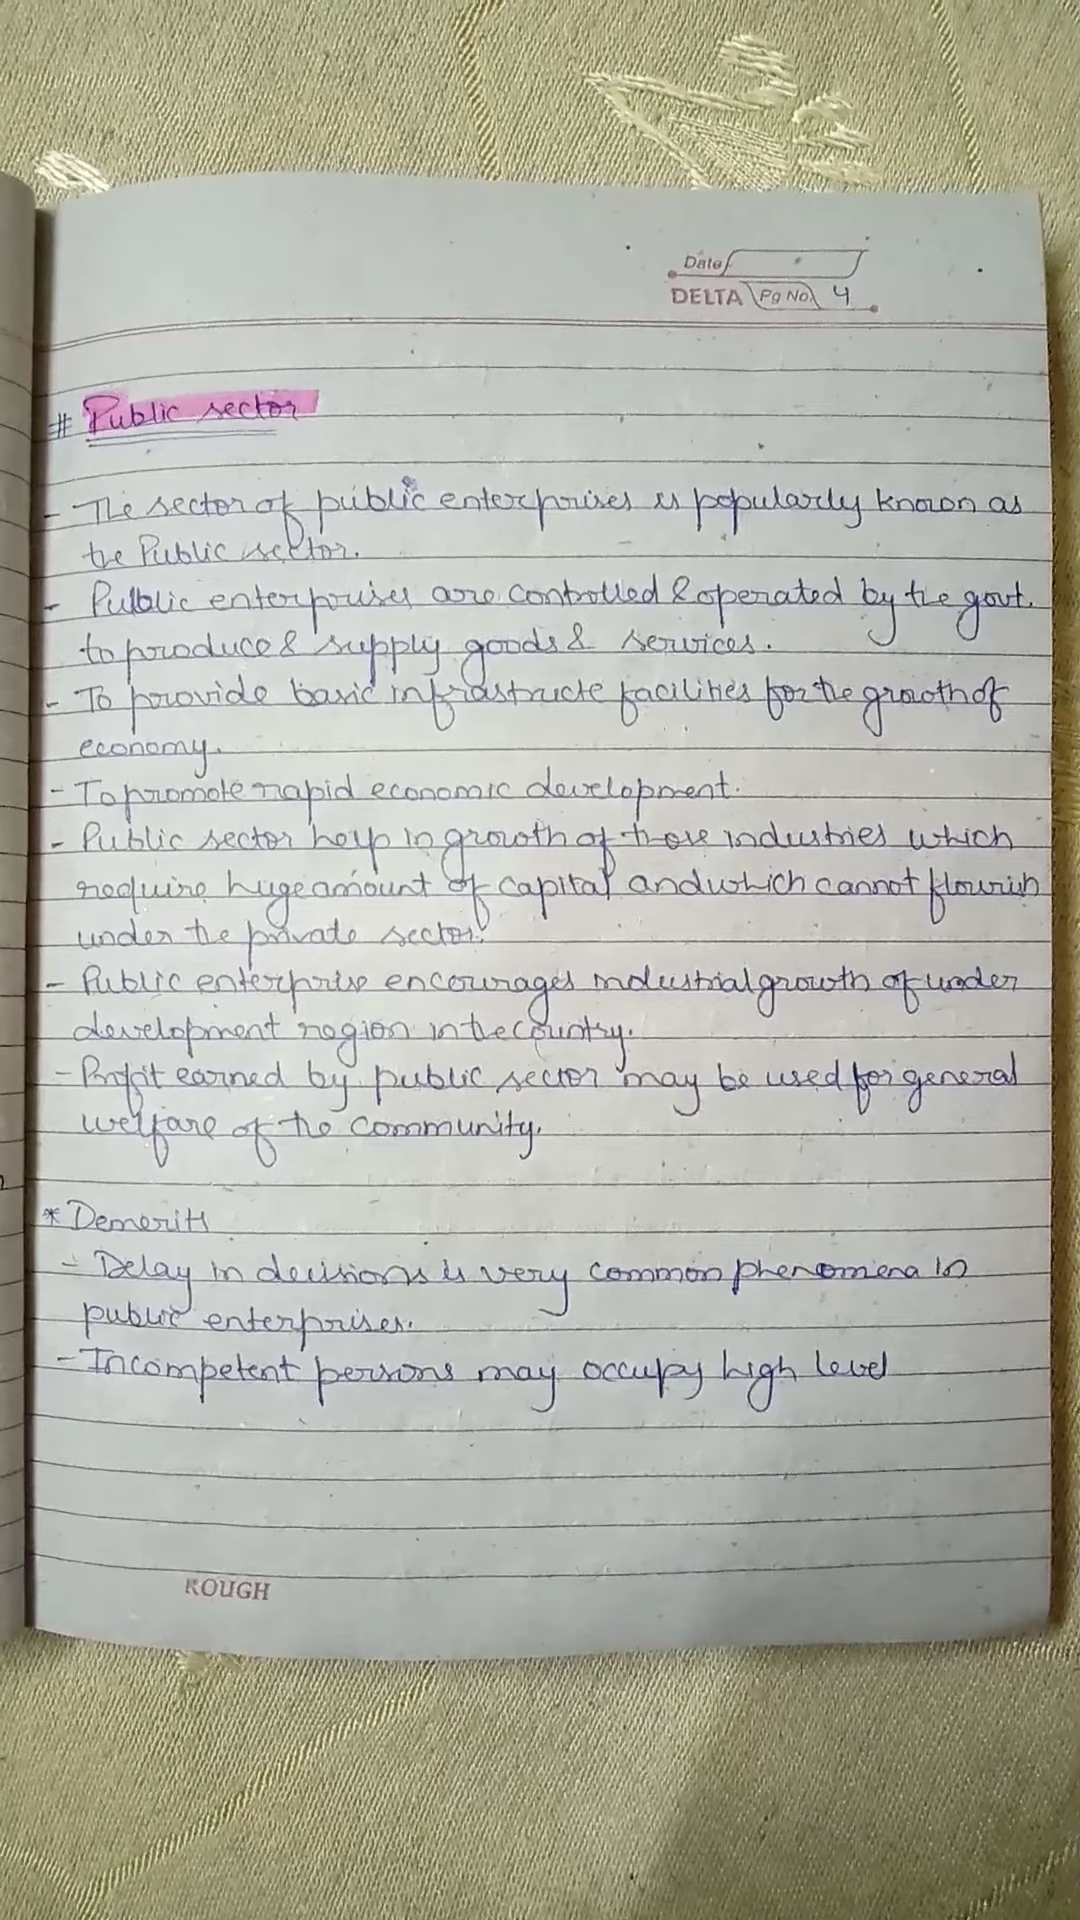 Date
DELTA Pg No. 4
# Public sector
- The sector of public enterprises is popularly known as
the Public sector.
- Public enterprises are controlled & operated by the govt.
to produce & supply goods & services.
- To provide basic infrastructe facilities for the growth of
economy.
- To promote rapid economic development.
- Public sector help in growth of those industries which
require huge amount of capital and which cannot flourish
under the private sector.
- Public enterprise encourages industrial growth of under
development region in the country.
- Profit earned by public sector may be used for general
welfare of the community.
* Demerits
- Delay in decisions is very common phenomena in
public enterprises.
- Incompetent persons may occupy high level
ROUGH